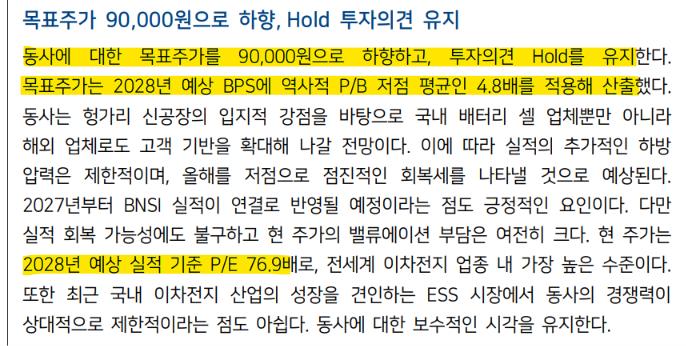 목표주가 90,000원으로 하향, Hold 투자의견 유지
동사에 대한 목표주가를 90,000원으로 하향하고, 투자의견 Hold를 유지한다.
목표주가는 2028년 예상 BPS에 역사적 P/B 저점 평균인 4.8배를 적용해 산출했다.
동사는 헝가리 신공장의 입지적 강점을 바탕으로 국내 배터리 셀 업체뿐만 아니라
해외 업체로도 고객 기반을 확대해 나갈 전망이다. 이에 따라 실적의 추가적인 하방
압력은 제한적이며, 올해를 저점으로 점진적인 회복세를 나타낼 것으로 예상된다.
2027년부터 BNSI 실적이 연결로 반영될 예정이라는 점도 긍정적인 요인이다. 다만
실적 회복 가능성에도 불구하고 현 주가의 밸류에이션 부담은 여전히 크다. 현 주가는
2028년 예상 실적 기준 P/E 76.9배로, 전세계 이차전지 업종 내 가장 높은 수준이다.
또한 최근 국내 이차전지 산업의 성장을 견인하는 ESS 시장에서 동사의 경쟁력이
상대적으로 제한적이라는 점도 아쉽다. 동사에 대한 보수적인 시각을 유지한다.